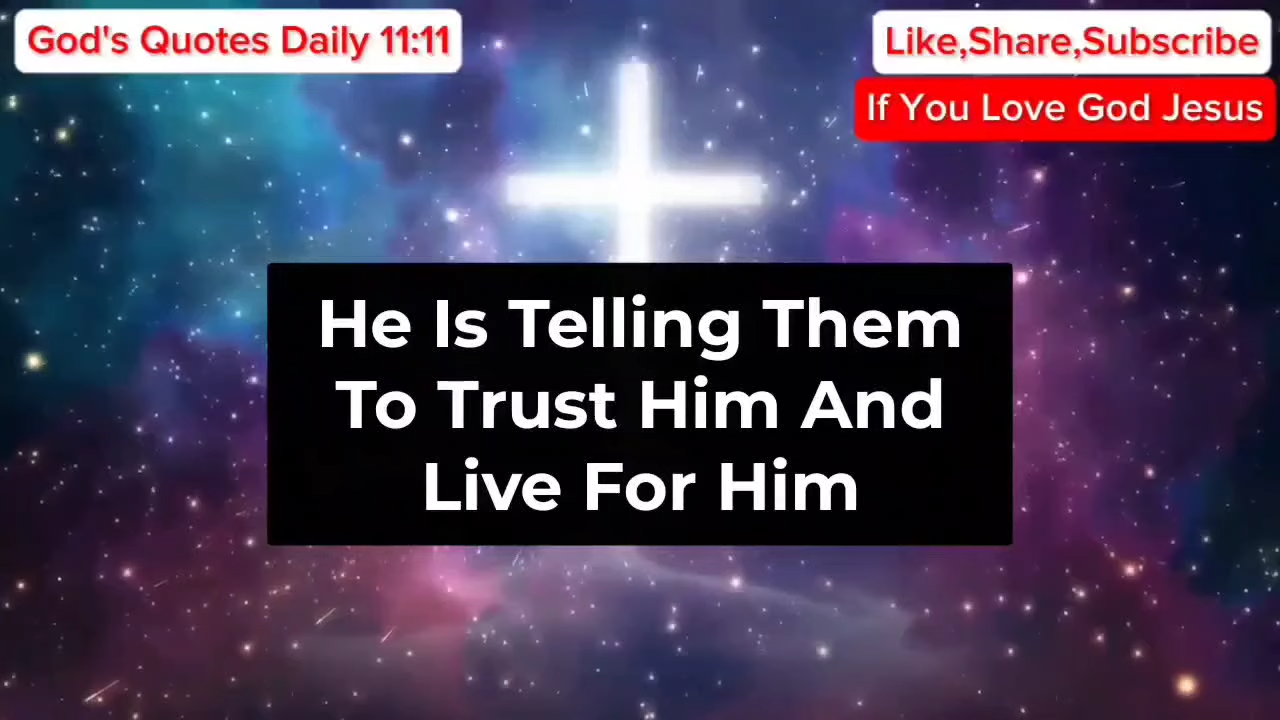 God's Quotes Daily 11:11
Like,Share,Subscribe
If You Love God Jesus
He Is Telling Them
To Trust Him And
Live For Him